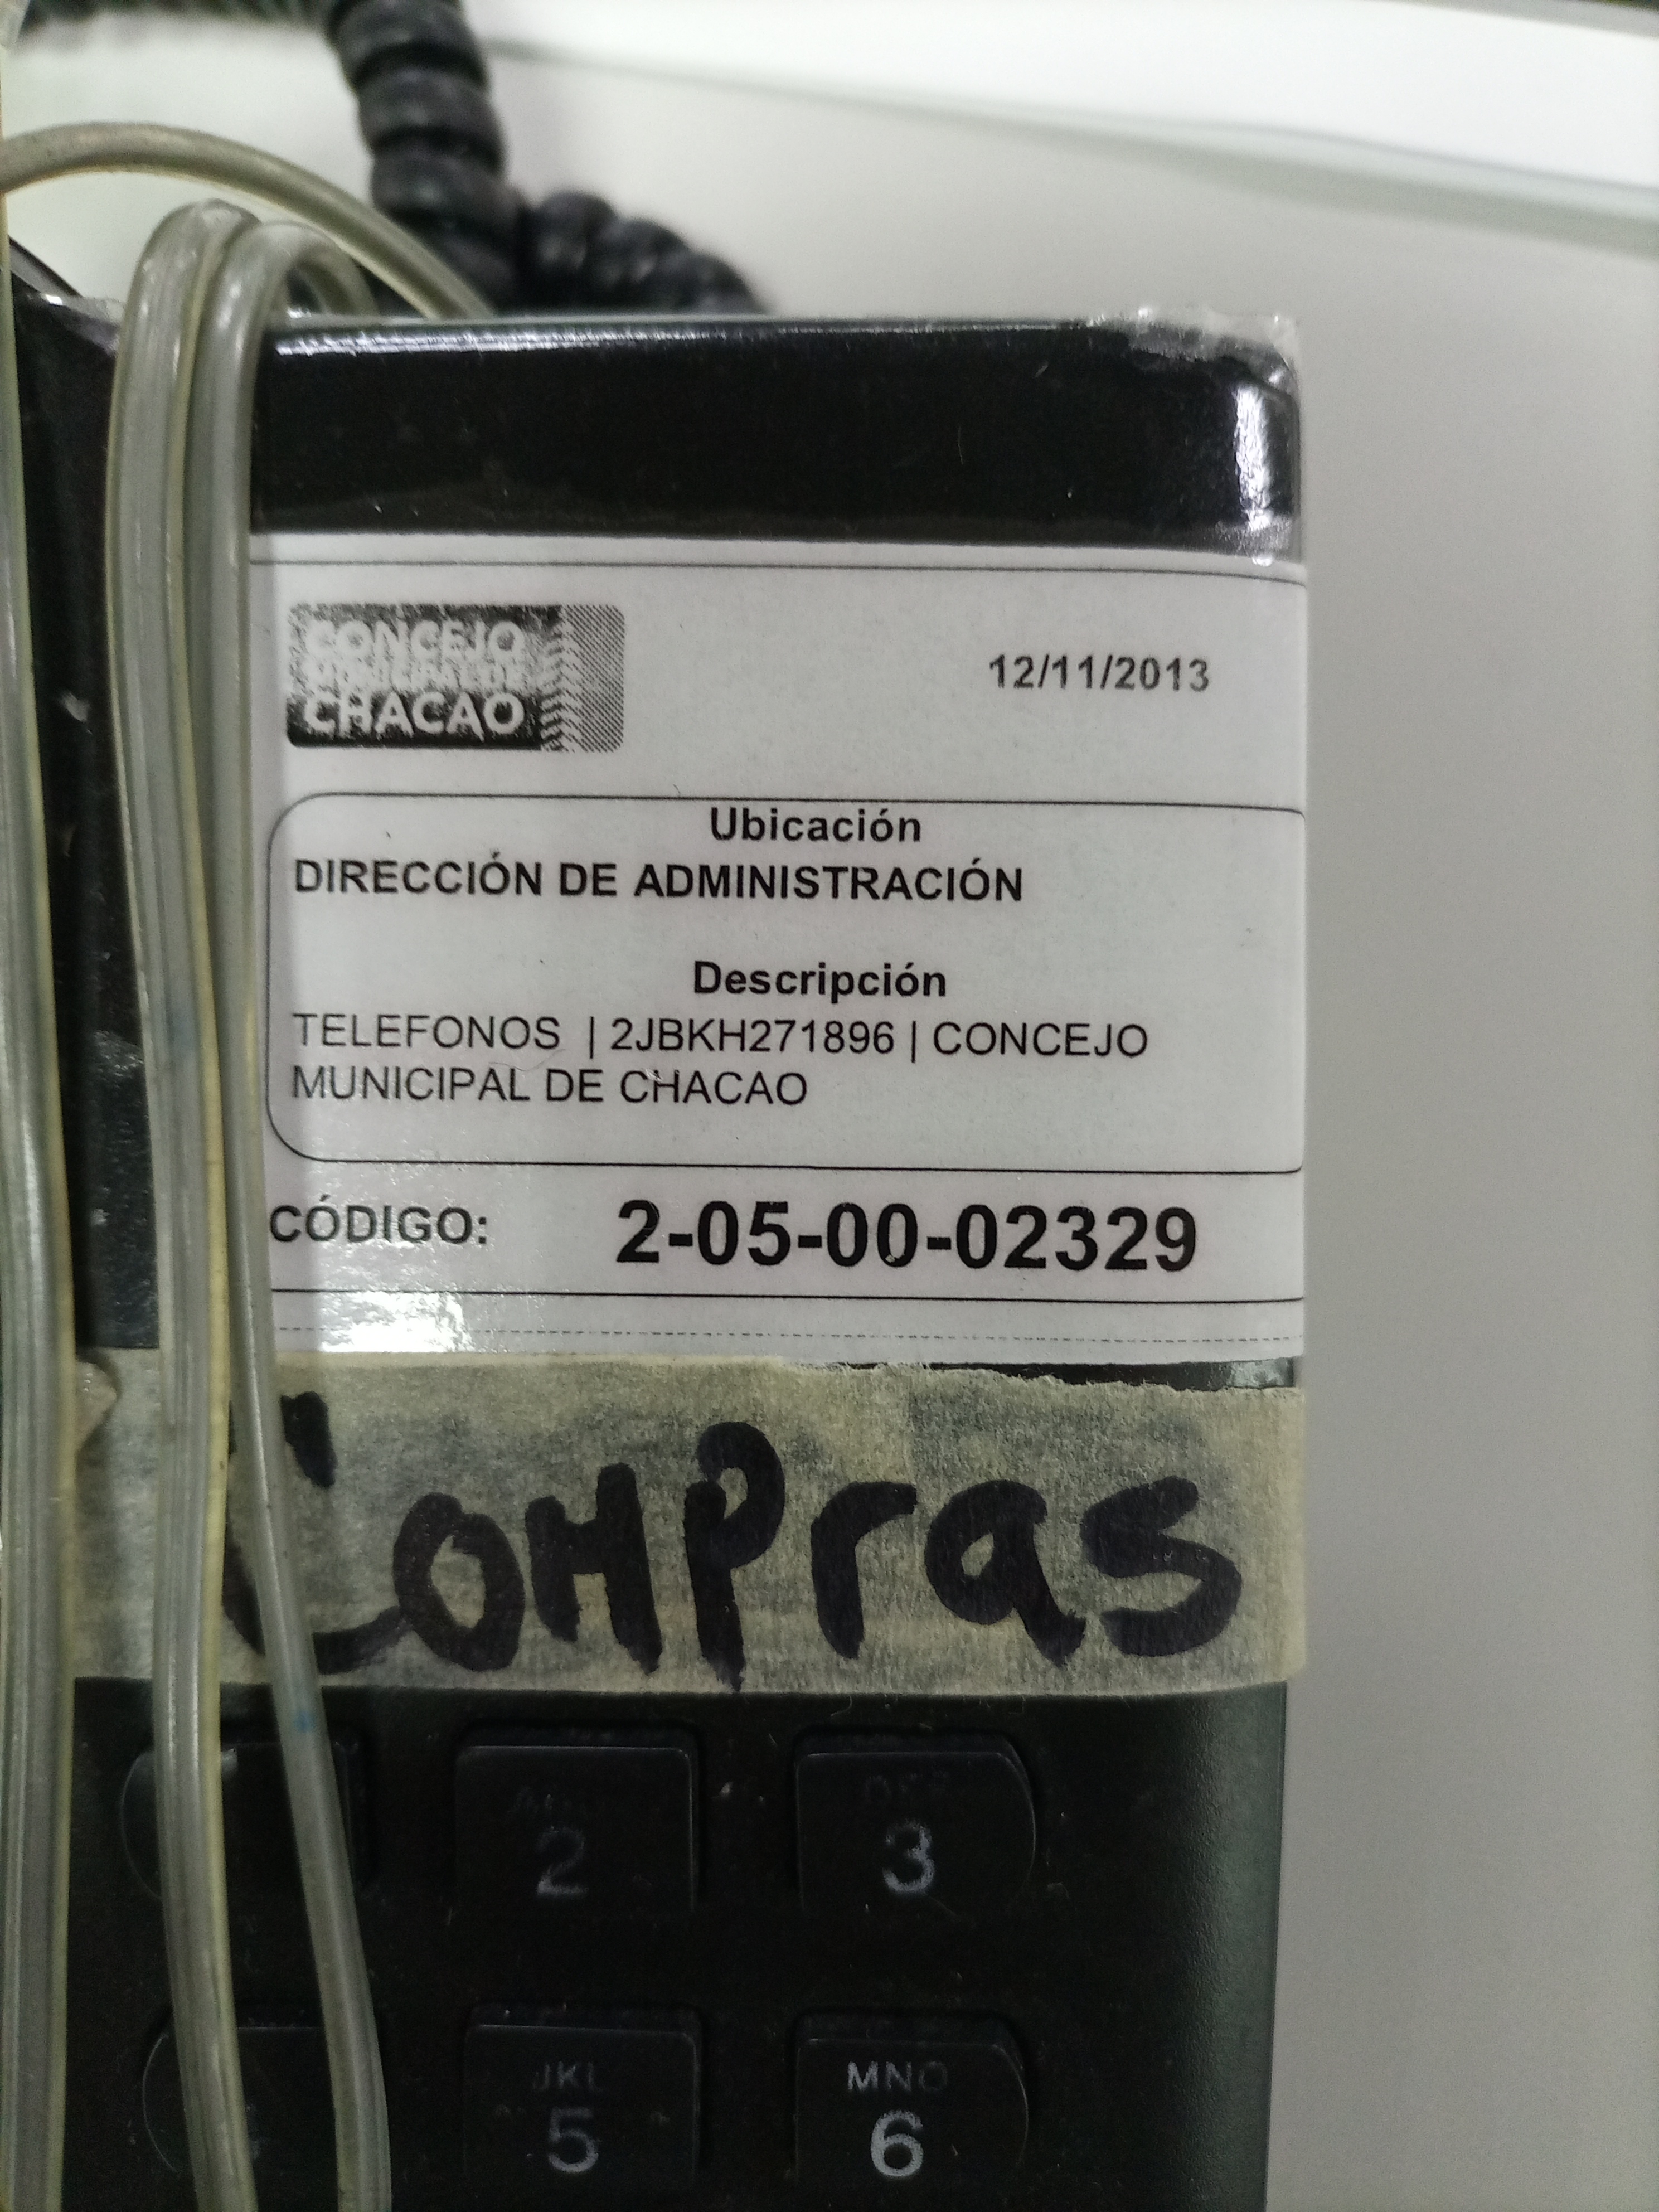 CONCEJO
MUNICIPAL DE
CHACAO
12/11/2013
Ubicación
DIRECCIÓN DE ADMINISTRACIÓN
Descripción
TELEFONOS | 2JBKH271896 | CONCEJO
MUNICIPAL DE CHACAO
CÓDIGO: 2-05-00-02329
Compras
2
3
JKL
MNO
5
6